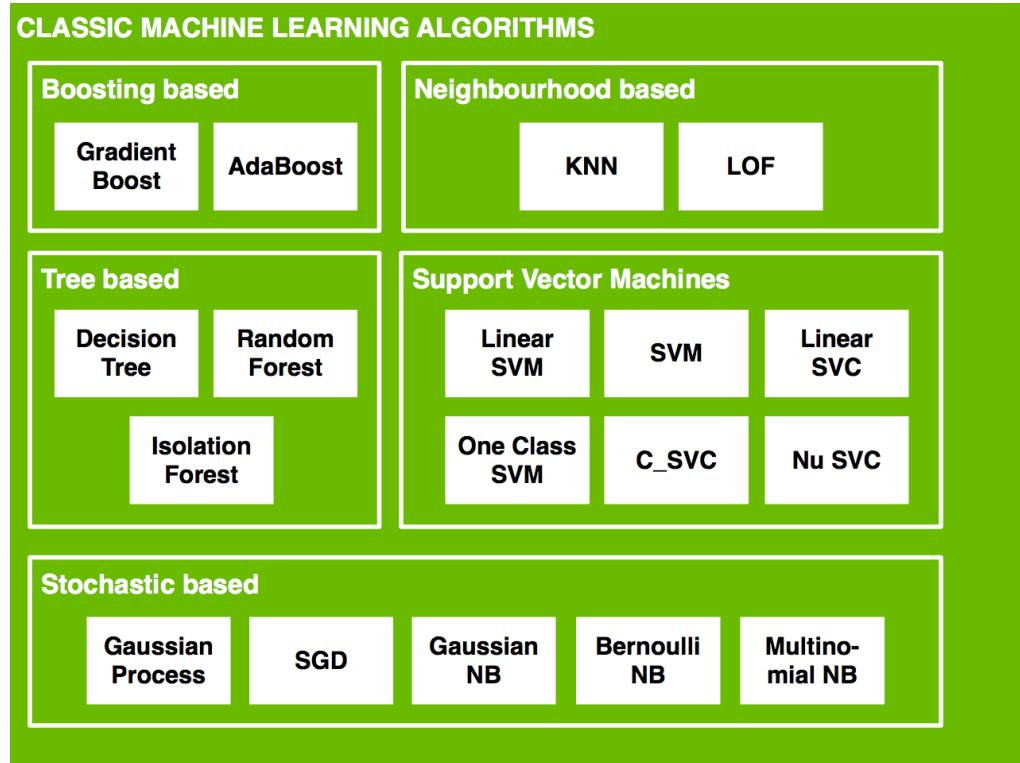 CLASSIC MACHINE LEARNING ALGORITHMS
Boosting based
Gradient
Boost
AdaBoost
Neighbourhood based
KNN
LOF
Tree based
Decision
Tree
Random
Forest
Isolation
Forest
Support Vector Machines
Linear
SVM
SVM
Linear
SVC
One Class
SVM
C_SVC
Nu SVC
Stochastic based
Gaussian
Process
SGD
Gaussian
NB
Bernoulli
NB
Multino-
mial NB